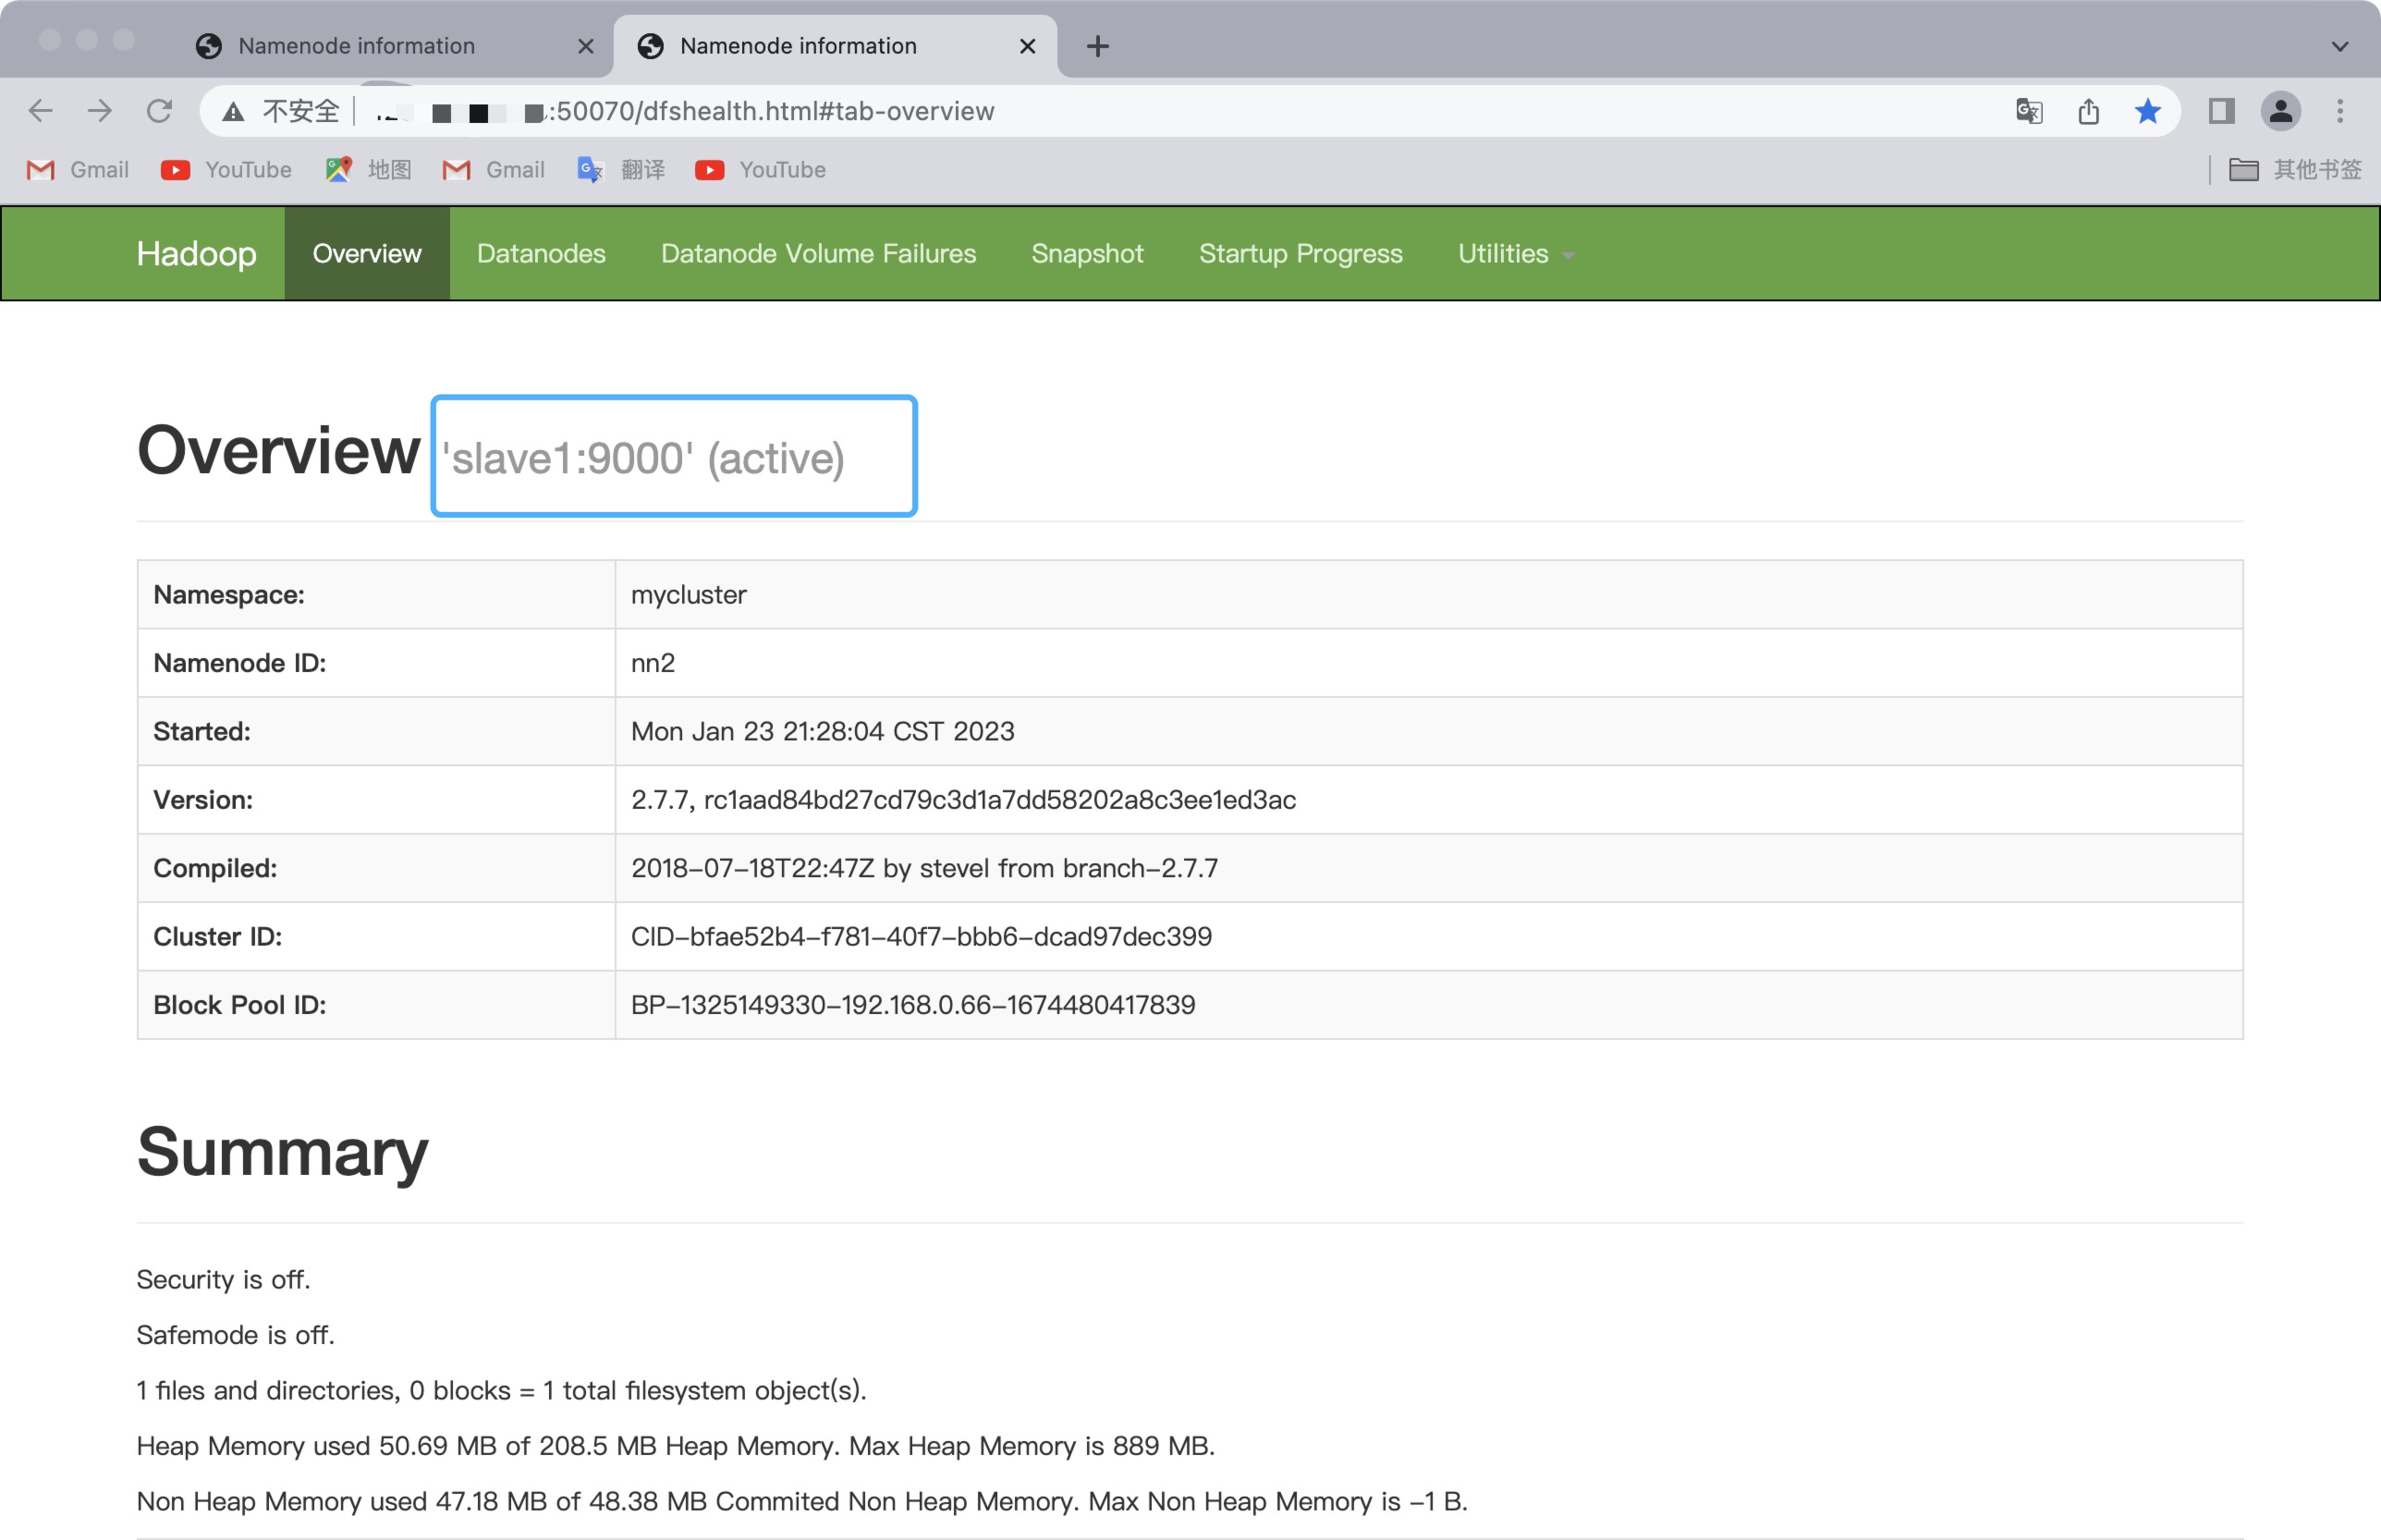 Namenode information
Namenode information
不安全 :50070/dfshealth.html#tab-overview
Gmail YouTube 地图 Gmail 翻译 YouTube 其他书签
Hadoop Overview Datanodes Datanode Volume Failures Snapshot Startup Progress Utilities
Overview 'slave1:9000' (active)
Namespace: mycluster
Namenode ID: nn2
Started: Mon Jan 23 21:28:04 CST 2023
Version: 2.7.7, rc1aad84bd27cd79c3d1a7dd58202a8c3ee1ed3ac
Compiled: 2018-07-18T22:47Z by stevel from branch-2.7.7
Cluster ID: CID-bfae52b4-f781-40f7-bbb6-dcad97dec399
Block Pool ID: BP-1325149330-192.168.0.66-1674480417839
Summary
Security is off.
Safemode is off.
1 files and directories, 0 blocks = 1 total filesystem object(s).
Heap Memory used 50.69 MB of 208.5 MB Heap Memory. Max Heap Memory is 889 MB.
Non Heap Memory used 47.18 MB of 48.38 MB Commited Non Heap Memory. Max Non Heap Memory is -1 B.